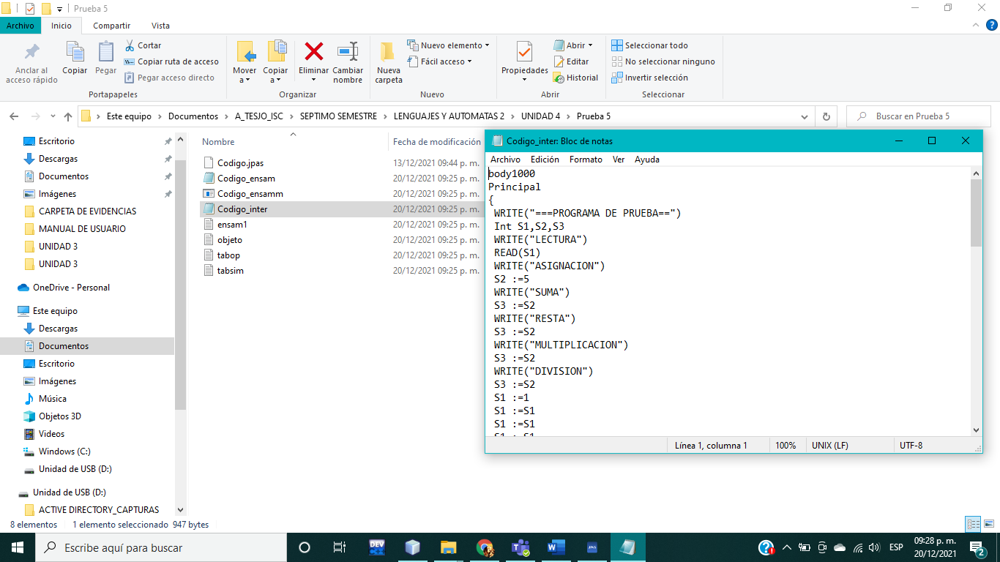 Prueba 5
Archivo Inicio Compartir Vista
Anclar al acceso rápido
Copiar
Pegar
Cortar
Copiar ruta de acceso
Pegar acceso directo
Portapapeles
Mover a
Copiar a
Eliminar
Cambiar nombre
Organizar
Nueva carpeta
Nuevo elemento
Fácil acceso
Nuevo
Propiedades
Abrir
Editar
Historial
Abrir
Seleccionar todo
No seleccionar ninguno
Invertir selección
Seleccionar
Este equipo > Documentos > A_TESJO_ISC > SEPTIMO SEMESTRE > LENGUAJES Y AUTOMATAS 2 > UNIDAD 4 > Prueba 5
Buscar en Prueba 5
Escritorio
Descargas
Documentos
Imágenes
CARPETA DE EVIDENCIAS
MANUAL DE USUARIO
UNIDAD 3
UNIDAD 3
OneDrive - Personal
Este equipo
Descargas
Documentos
Escritorio
Imágenes
Música
Objetos 3D
Videos
Windows (C:)
Unidad de USB (D:)
Unidad de USB (D:)
ACTIVE DIRECTORY_CAPTURAS
Nombre Fecha de modificación
Codigo.jpas 13/12/2021 09:44 p. m.
Codigo_ensam 20/12/2021 09:25 p. m.
Codigo_ensamm 20/12/2021 09:25 p. m.
Codigo_inter 20/12/2021 09:25 p. m.
ensam1 20/12/2021 09:25 p. m.
objeto 20/12/2021 09:25 p. m.
tabop 20/12/2021 09:25 p. m.
tabsim 20/12/2021 09:25 p. m.
Codigo_inter: Bloc de notas
Archivo Edición Formato Ver Ayuda
body1000
Principal
{
WRITE("===PROGRAMA DE PRUEBA==")
Int S1,S2,S3
WRITE("LECTURA")
READ(S1)
WRITE("ASIGNACION")
S2 :=5
WRITE("SUMA")
S3 :=S2
WRITE("RESTA")
S3 :=S2
WRITE("MULTIPLICACION")
S3 :=S2
WRITE("DIVISION")
S3 :=S2
S1 :=1
S1 :=S1
S1 :=S1
S1 :=S1
Línea 1, columna 1 100% UNIX (LF) UTF-8
8 elementos 1 elemento seleccionado 947 bytes
Escribe aquí para buscar
DEV
ESP
09:28 p. m.
20/12/2021
2